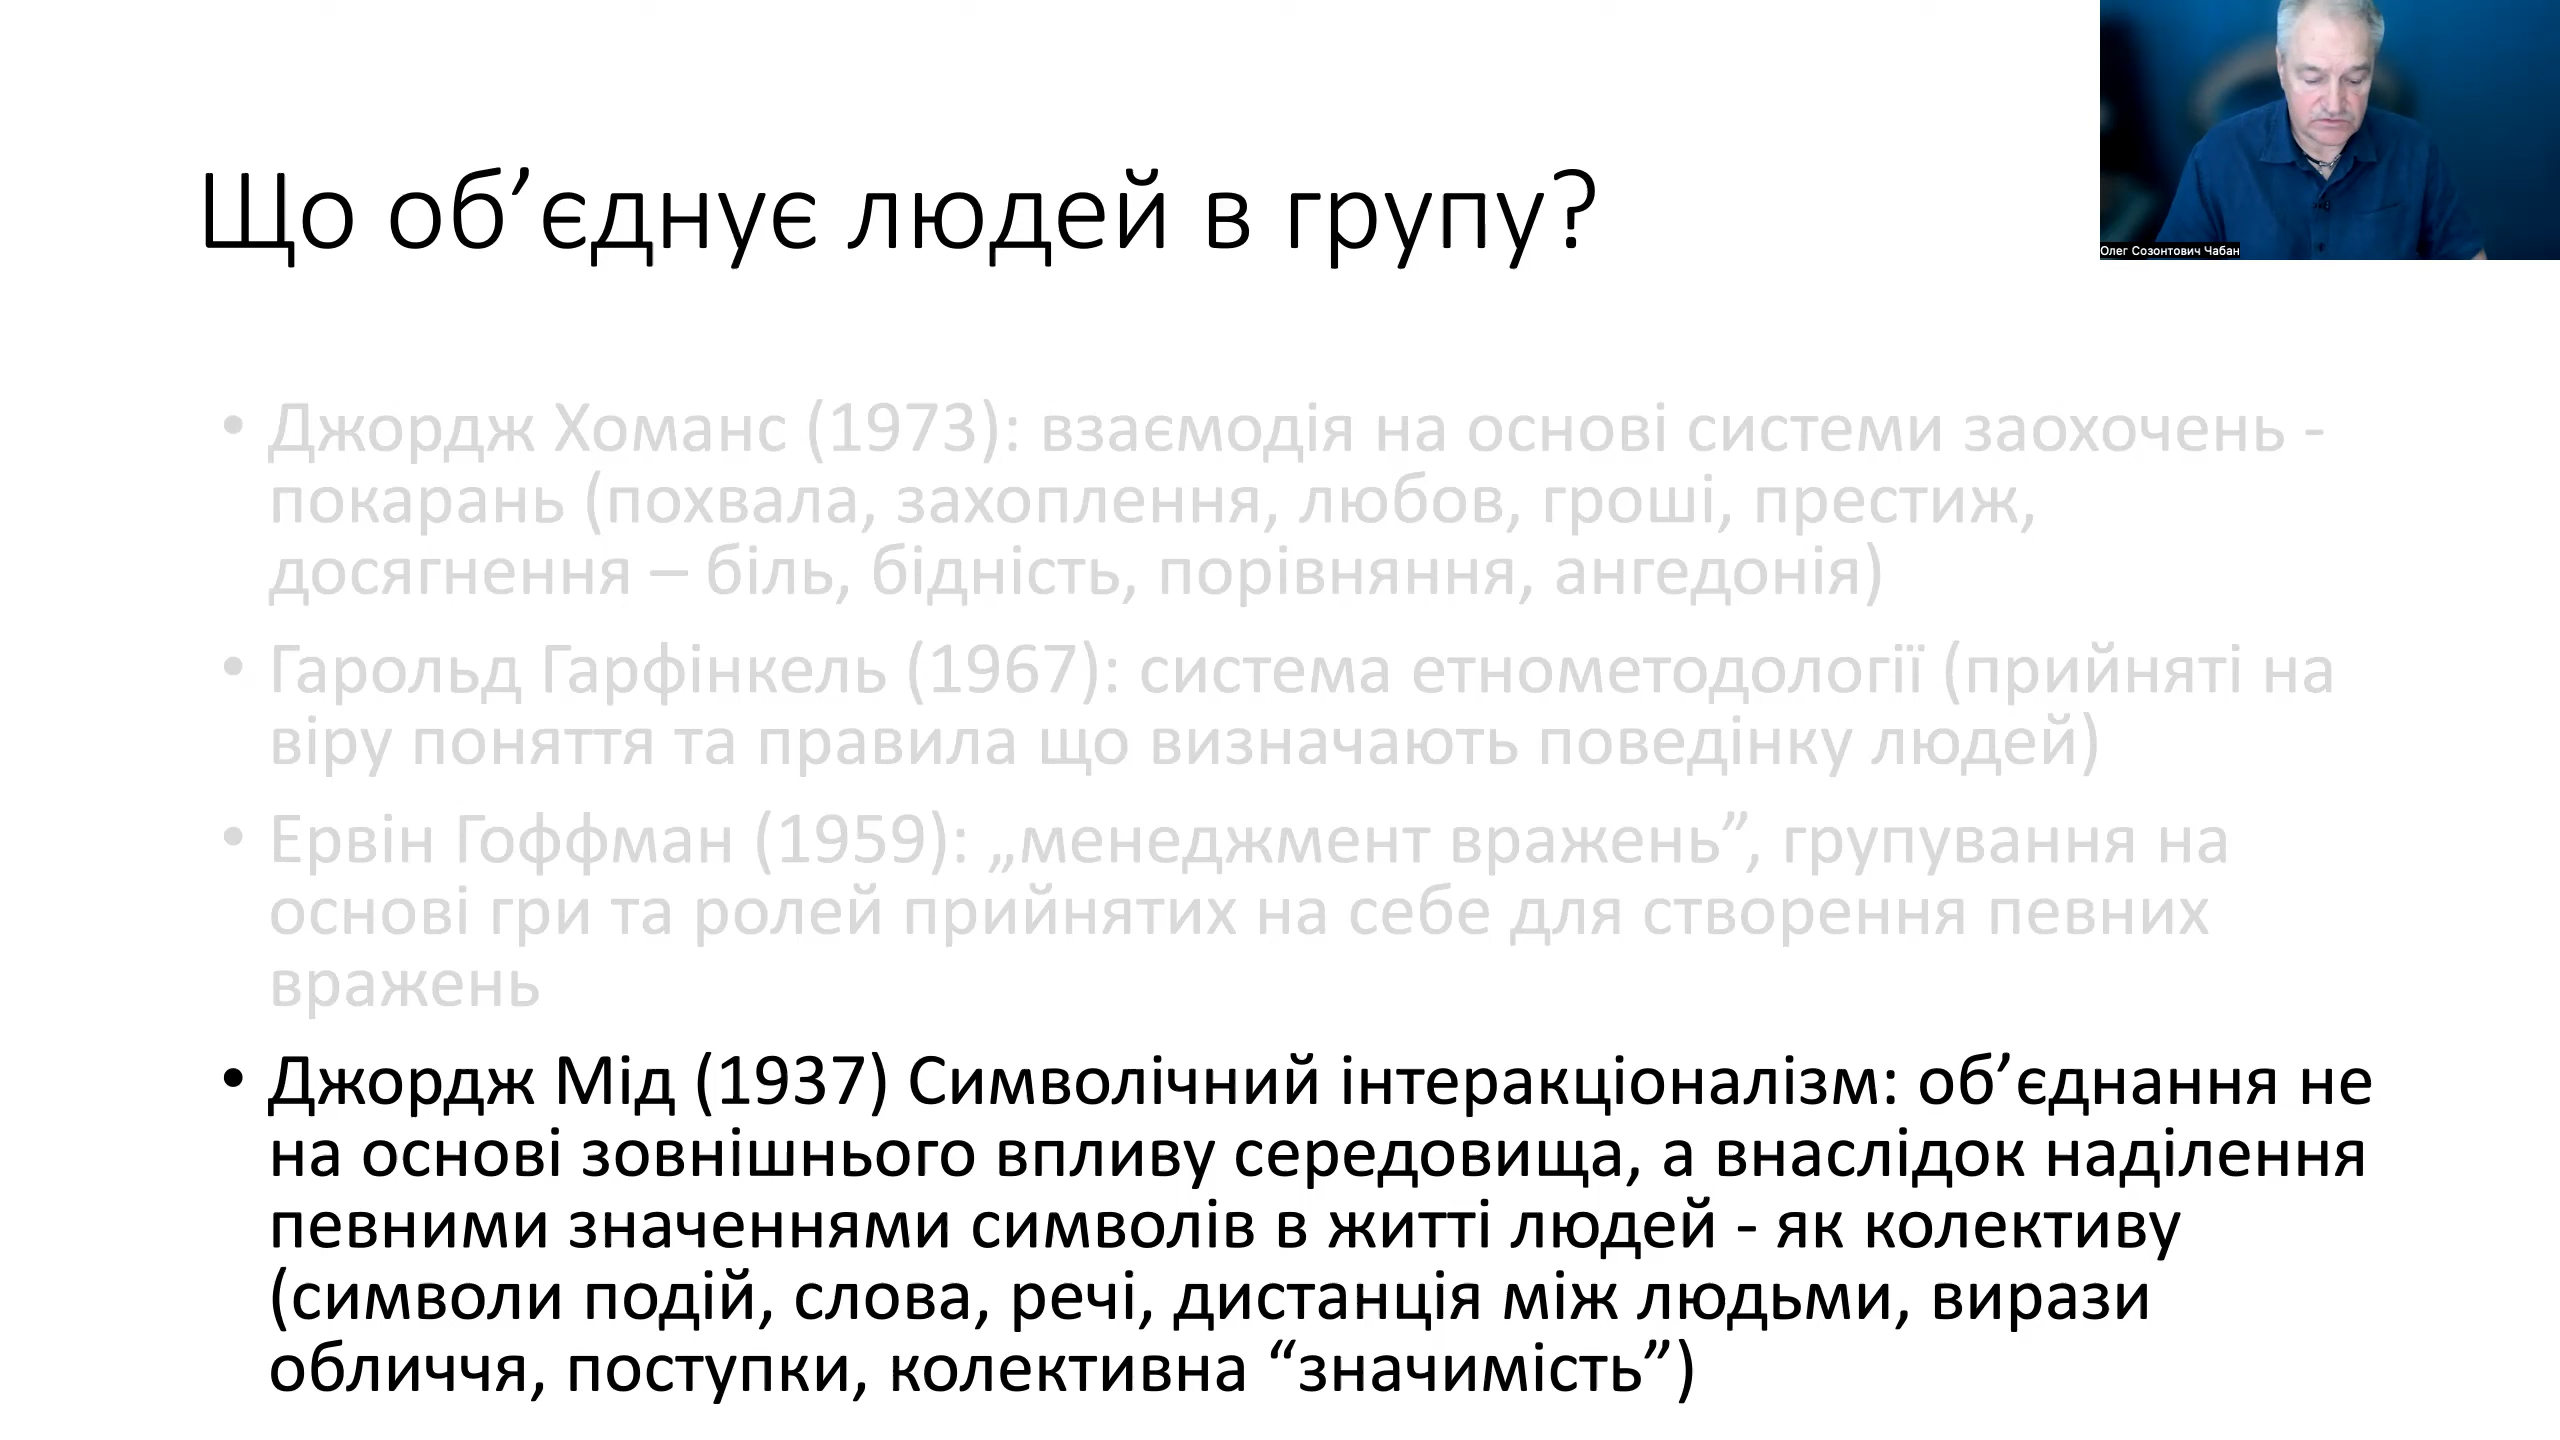 Що об’єднує людей в групу?
Олег Созонтович Чабан
• Джордж Хоманс (1973): взаємодія на основі системи заохочень -
покарань (похвала, захоплення, любов, гроші, престиж,
досягнення – біль, бідність, порівняння, ангедонія)
• Гарольд Гарфінкель (1967): система етнометодології (прийняті на
віру поняття та правила що визначають поведінку людей)
• Ервін Гоффман (1959): „менеджмент вражень”, групування на
основі гри та ролей прийнятих на себе для створення певних
вражень
• Джордж Мід (1937) Символічний інтеракціоналізм: об’єднання не
на основі зовнішнього впливу середовища, а внаслідок наділення
певними значеннями символів в житті людей - як колективу
(символи подій, слова, речі, дистанція між людьми, вирази
обличчя, поступки, колективна “значимість”)